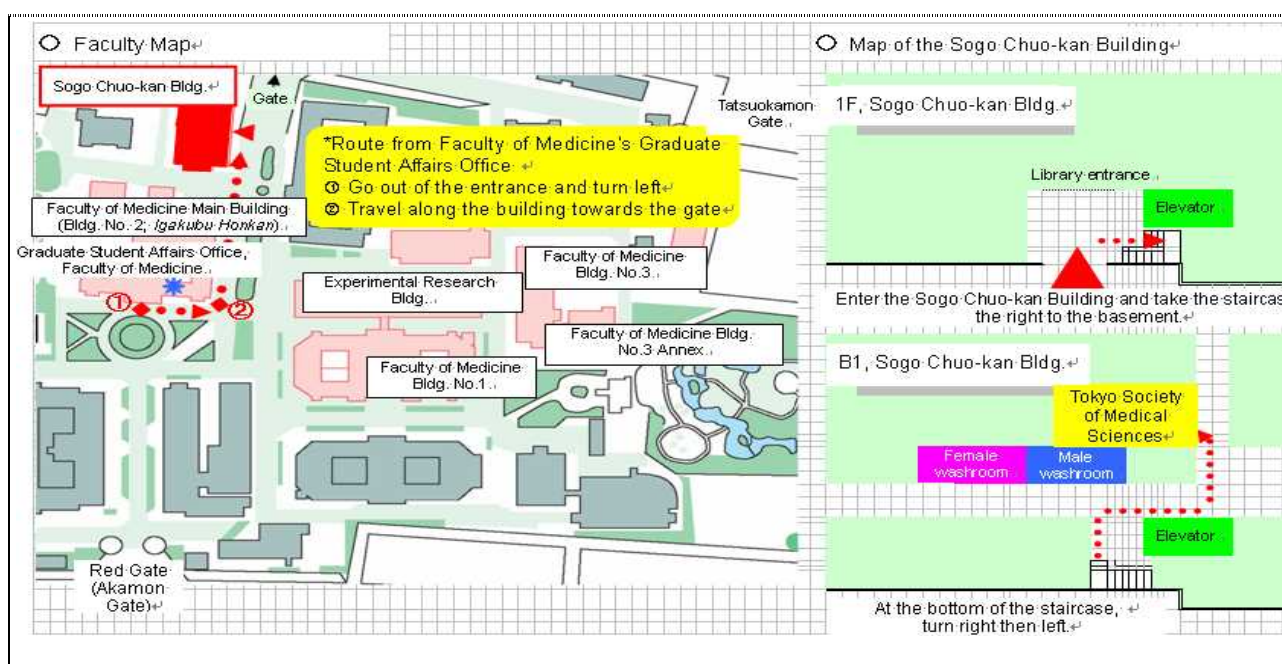 Faculty Map
Sogo Chuo-kan Bldg.
Gate
Tatsuokamon
Gate
*Route from Faculty of Medicine's Graduate
Student Affairs Office
① Go out of the entrance and turn left
② Travel along the building towards the gate
Faculty of Medicine Main Building
(Bldg. No. 2; Igakubu Honkan)
Graduate Student Affairs Office,
Faculty of Medicine
①
②
Experimental Research
Bldg.
Faculty of Medicine
Bldg. No.3
Faculty of Medicine Bldg.
No.3 Annex
Faculty of Medicine
Bldg. No.1
Red Gate
(Akamon
Gate)
Map of the Sogo Chuo-kan Building
1F, Sogo Chuo-kan Bldg.
Library entrance
Elevator
Enter the Sogo Chuo-kan Building and take the staircas
the right to the basement.
B1, Sogo Chuo-kan Bldg.
Tokyo Society
of Medical
Sciences
Female
washroom
Male
washroom
Elevator
At the bottom of the staircase,
turn right then left.